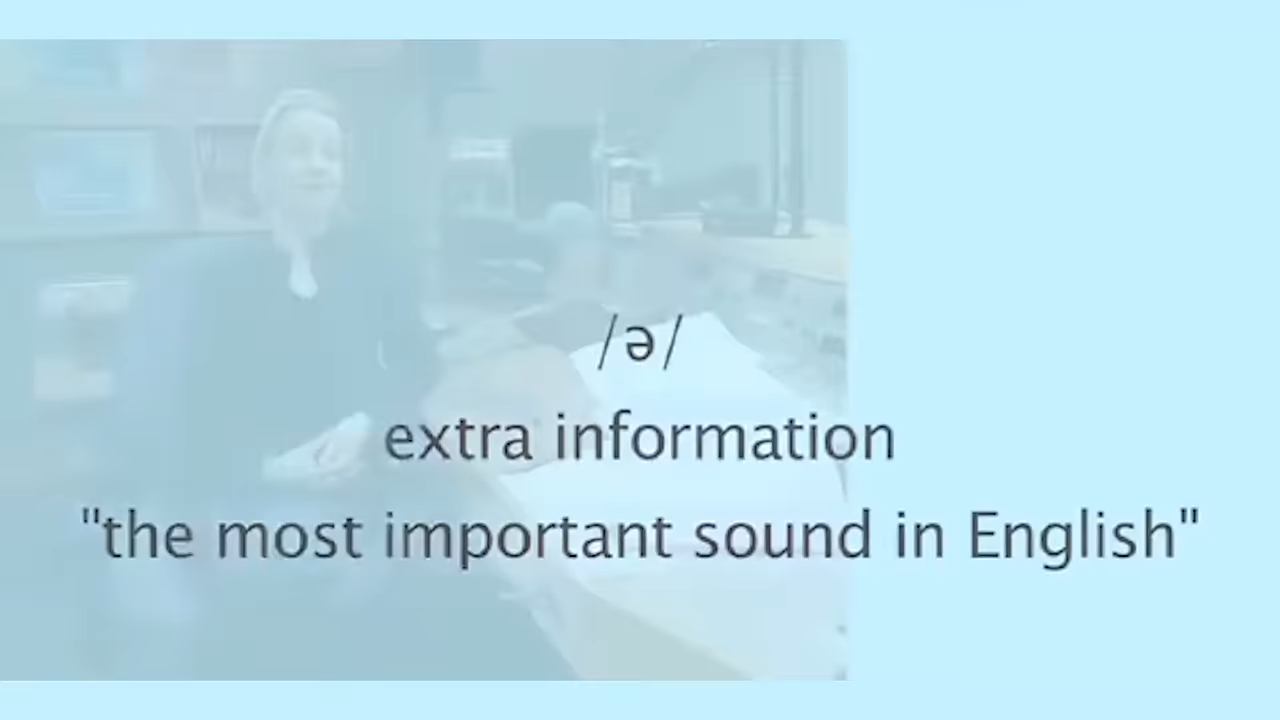 /ə/
extra information
"the most important sound in English"